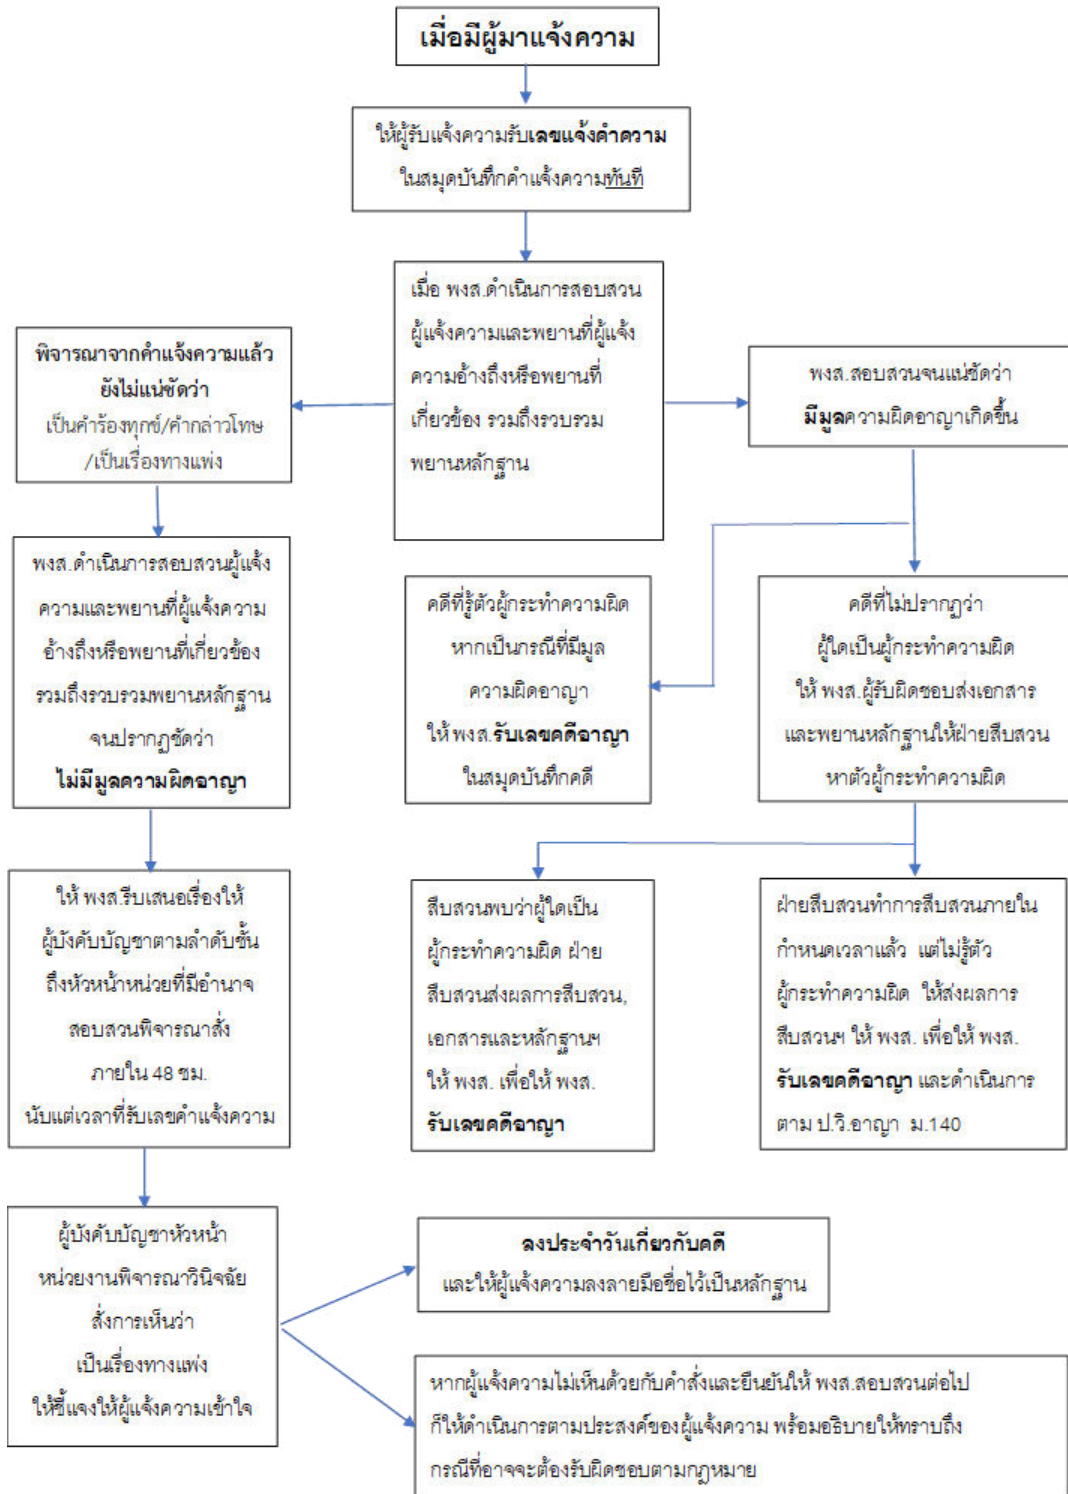 เมื่อมีผู้มาแจ้งความ
ให้ผู้รับแจ้งความรับเลขแจ้งคำความ
ในสมุดบันทึกคำแจ้งความทันที
เมื่อ พงส.ดำเนินการสอบสวน
ผู้แจ้งความและพยานที่ผู้แจ้ง
ความอ้างถึงหรือพยานที่
เกี่ยวข้อง รวมถึงรวบรวม
พยานหลักฐาน
พิจารณาจากคำแจ้งความแล้ว
ยังไม่แน่ชัดว่า
เป็นคำร้องทุกข์/คำกล่าวโทษ
/เป็นเรื่องทางแพ่ง
พงส.สอบสวนจนแน่ชัดว่า
มีมูลความผิดอาญาเกิดขึ้น
พงส.ดำเนินการสอบสวนผู้แจ้ง
ความและพยานที่ผู้แจ้งความ
อ้างถึงหรือพยานที่เกี่ยวข้อง
รวมถึงรวบรวมพยานหลักฐาน
จนปรากฏชัดว่า
ไม่มีมูลความผิดอาญา
คดีที่รู้ตัวผู้กระทำความผิด
หากเป็นกรณีที่มีมูล
ความผิดอาญา
ให้ พงส.รับเลขคดีอาญา
ในสมุดบันทึกคดี
คดีที่ไม่ปรากฏว่า
ผู้ใดเป็นผู้กระทำความผิด
ให้ พงส.ผู้รับผิดชอบส่งเอกสาร
และพยานหลักฐานให้ฝ่ายสืบสวน
หาตัวผู้กระทำความผิด
ให้ พงส.รีบเสนอเรื่องให้
ผู้บังคับบัญชาตามลำดับชั้น
ถึงหัวหน้าหน่วยที่มีอำนาจ
สอบสวนพิจารณาสั่ง
ภายใน 48 ชม.
นับแต่เวลาที่รับเลขคำแจ้งความ
สืบสวนพบว่าผู้ใดเป็น
ผู้กระทำความผิด ฝ่าย
สืบสวนส่งผลการสืบสวน,
เอกสารและหลักฐานฯ
ให้ พงส. เพื่อให้ พงส.
รับเลขคดีอาญา
ฝ่ายสืบสวนทำการสืบสวนภายใน
กำหนดเวลาแล้ว แต่ไม่รู้ตัว
ผู้กระทำความผิด ให้ส่งผลการ
สืบสวนฯ ให้ พงส. เพื่อให้ พงส.
รับเลขคดีอาญา และดำเนินการ
ตาม ป.วิ.อาญา ม.140
ผู้บังคับบัญชาหัวหน้า
หน่วยงานพิจารณาวินิจฉัย
สั่งการเห็นว่า
เป็นเรื่องทางแพ่ง
ให้ชี้แจงให้ผู้แจ้งความเข้าใจ
ลงประจำวันเกี่ยวกับคดี
และให้ผู้แจ้งความลงลายมือชื่อไว้เป็นหลักฐาน
หากผู้แจ้งความไม่เห็นด้วยกับคำสั่งและยืนยันให้ พงส.สอบสวนต่อไป
ก็ให้ดำเนินการตามประสงค์ของผู้แจ้งความ พร้อมอธิบายให้ทราบถึง
กรณีที่อาจจะต้องรับผิดชอบตามกฎหมาย